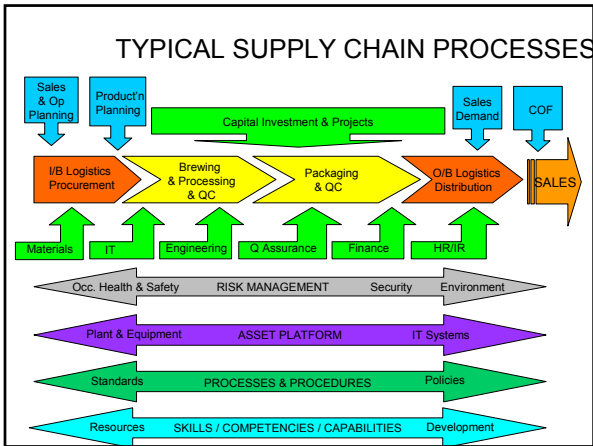 TYPICAL SUPPLY CHAIN PROCESSES
Sales
& Op
Planning
Product'n
Planning
Capital Investment & Projects
Sales
Demand
COF
I/B Logistics
Procurement
Brewing
& Processing
& QC
Packaging
& QC
O/B Logistics
Distribution
SALES
Materials
IT
Engineering
Q Assurance
Finance
HR/IR
Occ. Health & Safety RISK MANAGEMENT Security Environment
Plant & Equipment ASSET PLATFORM IT Systems
Standards PROCESSES & PROCEDURES Policies
Resources SKILLS / COMPETENCIES / CAPABILITIES Development